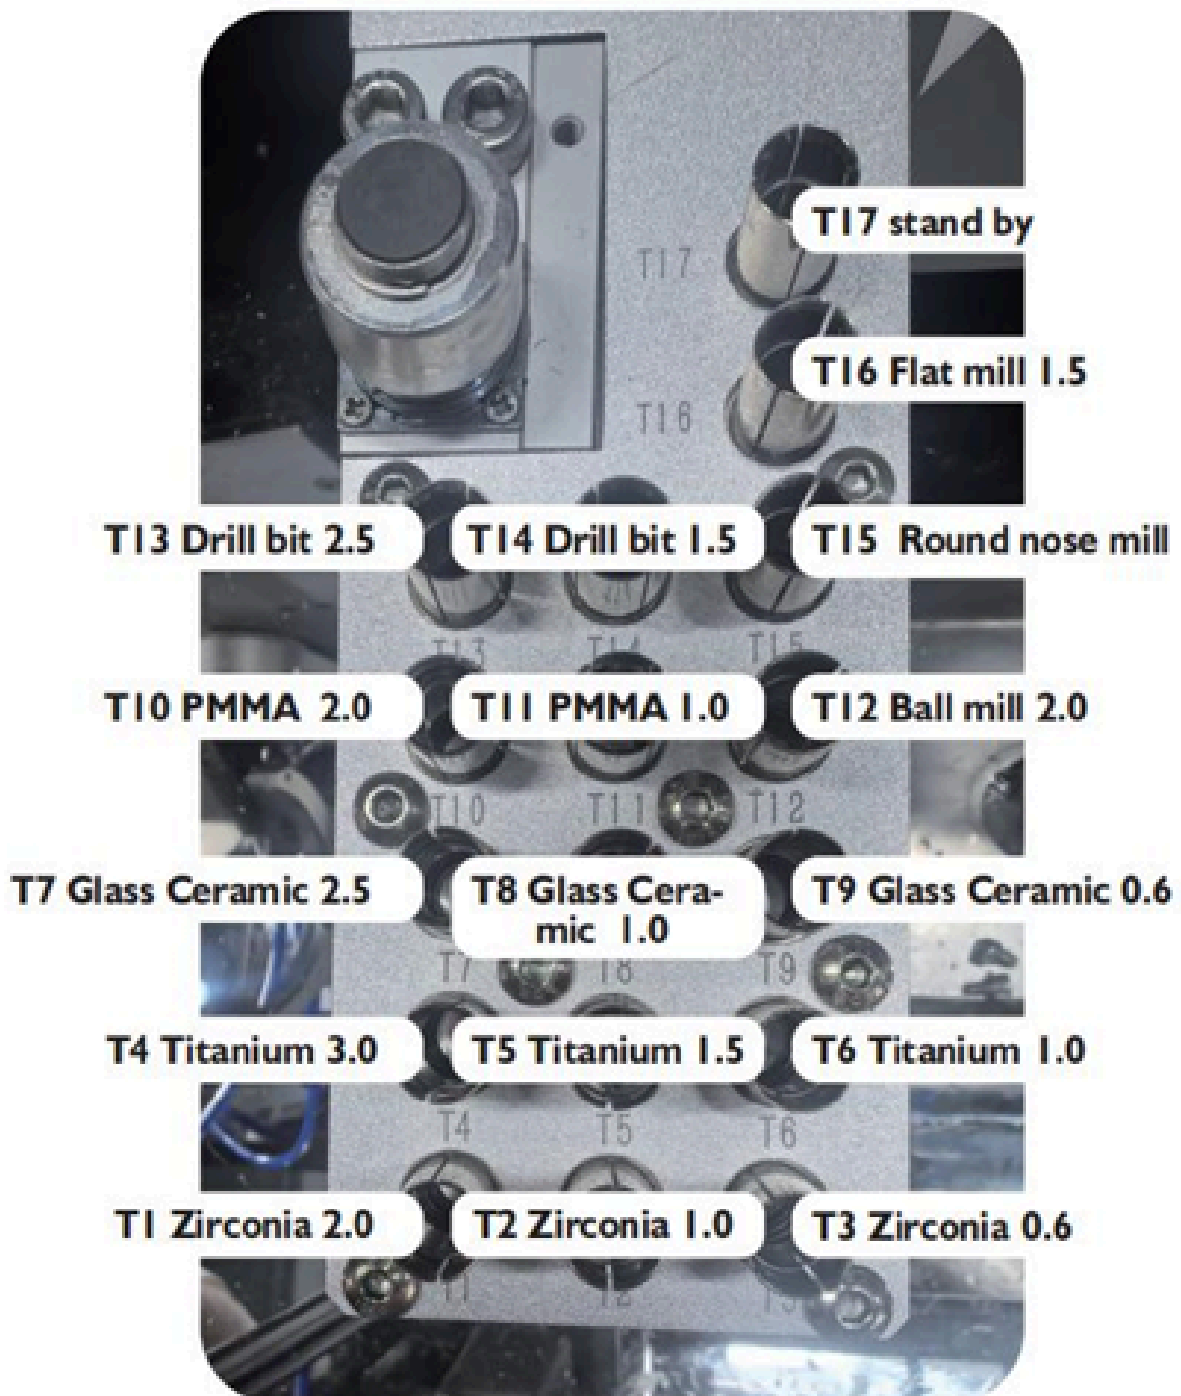 T17 stand by
T17
T16 Flat mill 1.5
T16
T13 Drill bit 2.5
T14 Drill bit 1.5
T15 Round nose mill
T13
T14
T15
T10 PMMA 2.0
T11 PMMA 1.0
T12 Ball mill 2.0
T10
T11
T12
T7 Glass Ceramic 2.5
T8 Glass Cera-
mic 1.0
T9 Glass Ceramic 0.6
T7
T8
T9
T4 Titanium 3.0
T5 Titanium 1.5
T6 Titanium 1.0
T4
T5
T6
T1 Zirconia 2.0
T2 Zirconia 1.0
T3 Zirconia 0.6
T1
T2
T3